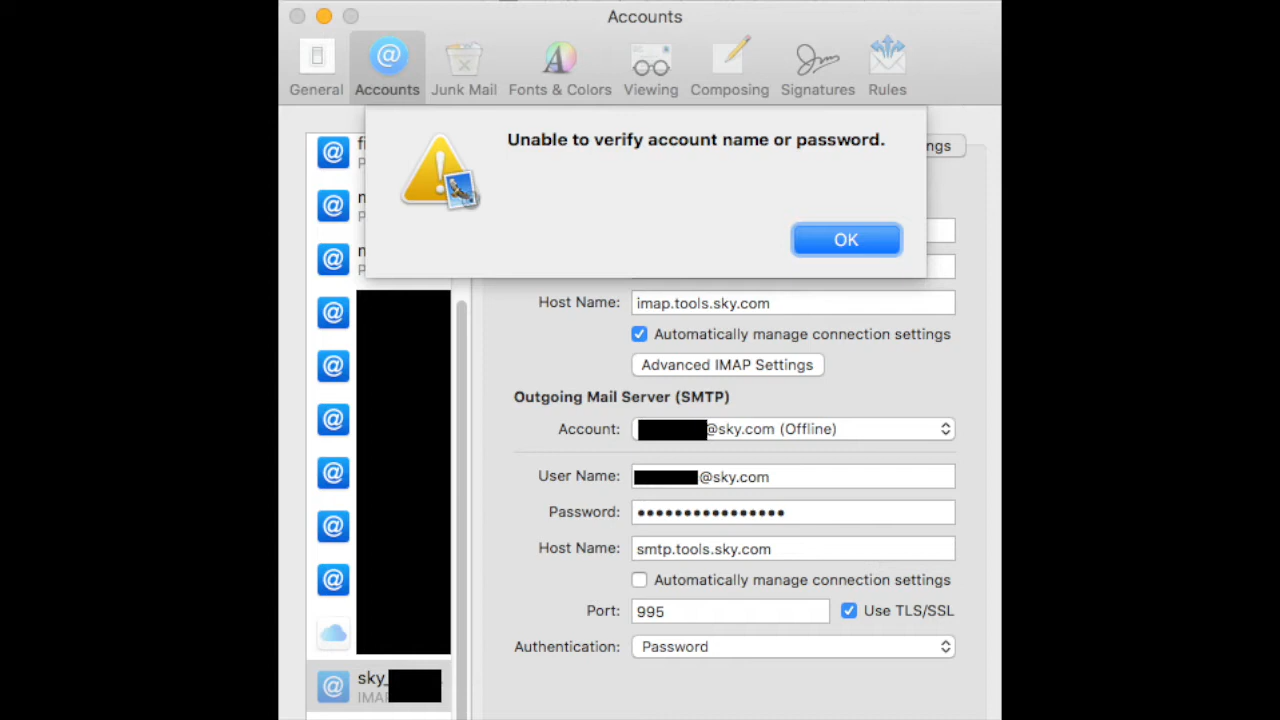 Accounts
General Accounts Junk Mail Fonts & Colors Viewing Composing Signatures Rules
Unable to verify account name or password.
OK
Host Name: imap.tools.sky.com
Automatically manage connection settings
Advanced IMAP Settings
Outgoing Mail Server (SMTP)
Account: @sky.com (Offline)
User Name: @sky.com
Password: ••••••••••••••••
Host Name: smtp.tools.sky.com
Automatically manage connection settings
Port: 995 Use TLS/SSL
Authentication: Password
sky_